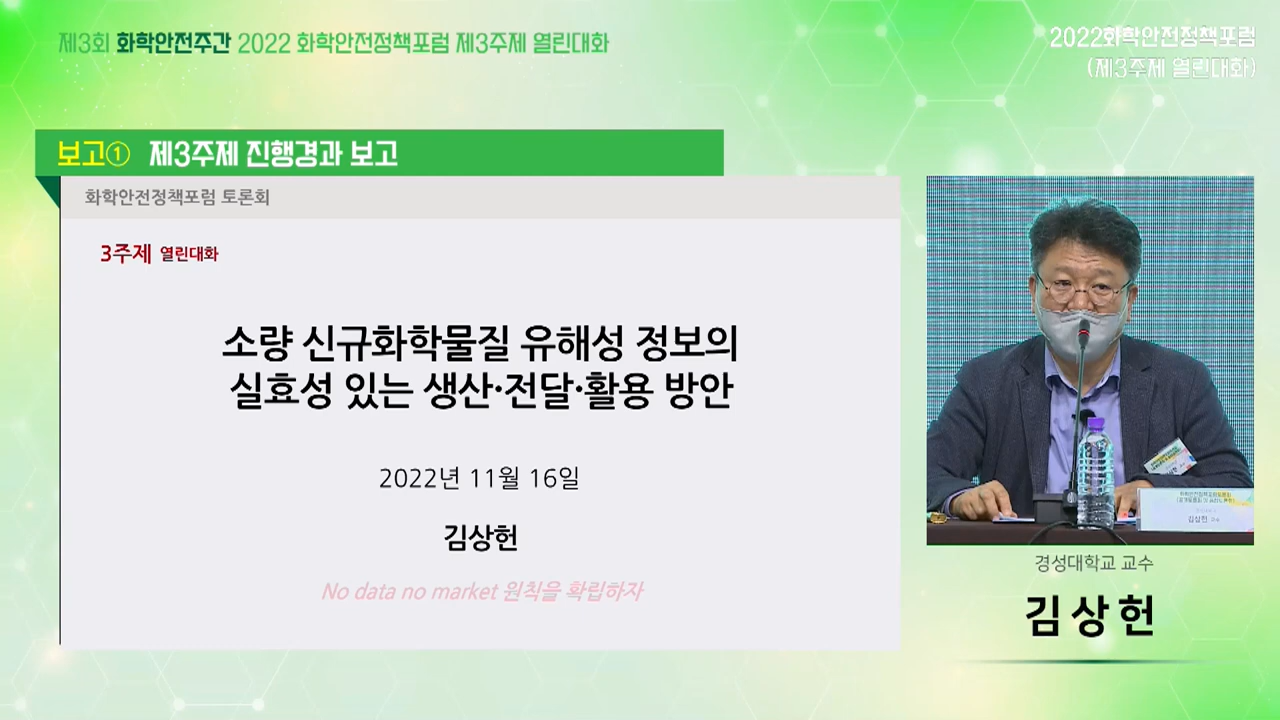 제3회 화학안전주간 2022 화학안전정책포럼 제3주제 열린대화
2022화학안전정책포럼
(제3주제 열린대화)
보고① 제3주제 진행경과 보고
화학안전정책포럼 토론회
3주제 열린대화
소량 신규화학물질 유해성 정보의
실효성 있는 생산·전달·활용 방안
2022년 11월 16일
김상헌
No data no market 원칙을 확립하자
김상헌
경성대학교 교수
김상헌